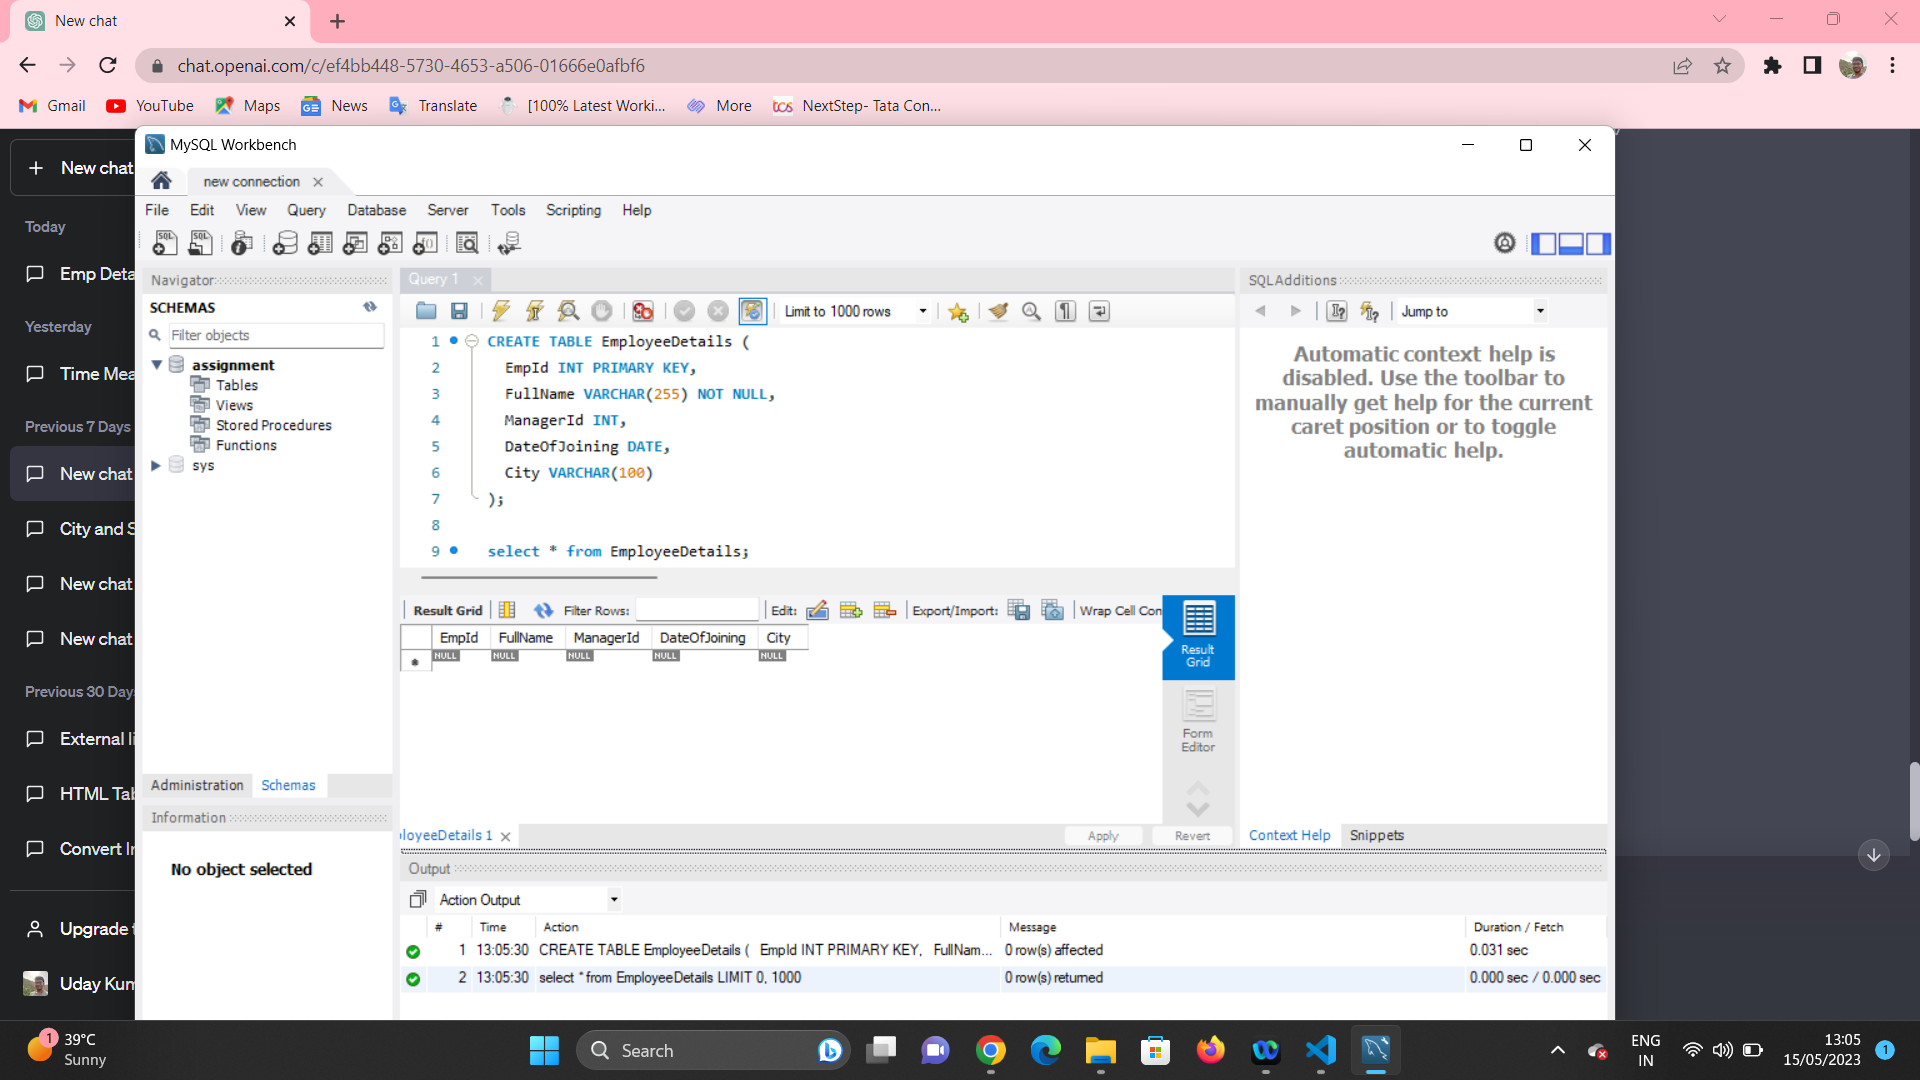 New chat
chat.openai.com/c/ef4bb448-5730-4653-a506-01666e0afbf6
Gmail YouTube Maps News Translate [100% Latest Worki... More tcs NextStep- Tata Con...
New chat
Today
Emp Deta
Yesterday
Time Mea
Previous 7 Days
New chat
City and S
New chat
New chat
Previous 30 Day
External li
HTML Tab
Convert In
Upgrade t
Uday Kum
MySQL Workbench
new connection
File Edit View Query Database Server Tools Scripting Help
Navigator
SCHEMAS
Filter objects
assignment
Tables
Views
Stored Procedures
Functions
sys
Administration Schemas
Information
No object selected
Query 1
Limit to 1000 rows
1 CREATE TABLE EmployeeDetails (
2 EmpId INT PRIMARY KEY,
3 FullName VARCHAR(255) NOT NULL,
4 ManagerId INT,
5 DateOfJoining DATE,
6 City VARCHAR(100)
7 );
8
9 select * from EmployeeDetails;
Result Grid Filter Rows: Edit: Export/Import: Wrap Cell Con
EmpId FullName ManagerId DateOfJoining City
NULL NULL NULL NULL NULL
Result
Grid
Form
Editor
ployeeDetails 1
Apply Revert
SQLAdditions
Jump to
Automatic context help is
disabled. Use the toolbar to
manually get help for the current
caret position or to toggle
automatic help.
Context Help Snippets
Output
Action Output
# Time Action Message Duration / Fetch
1 13:05:30 CREATE TABLE EmployeeDetails ( EmpId INT PRIMARY KEY, FullNam... 0 row(s) affected 0.031 sec
2 13:05:30 select * from EmployeeDetails LIMIT 0, 1000 0 row(s) returned 0.000 sec / 0.000 sec
1
39°C
Sunny
Search
ENG
IN
13:05
15/05/2023
1